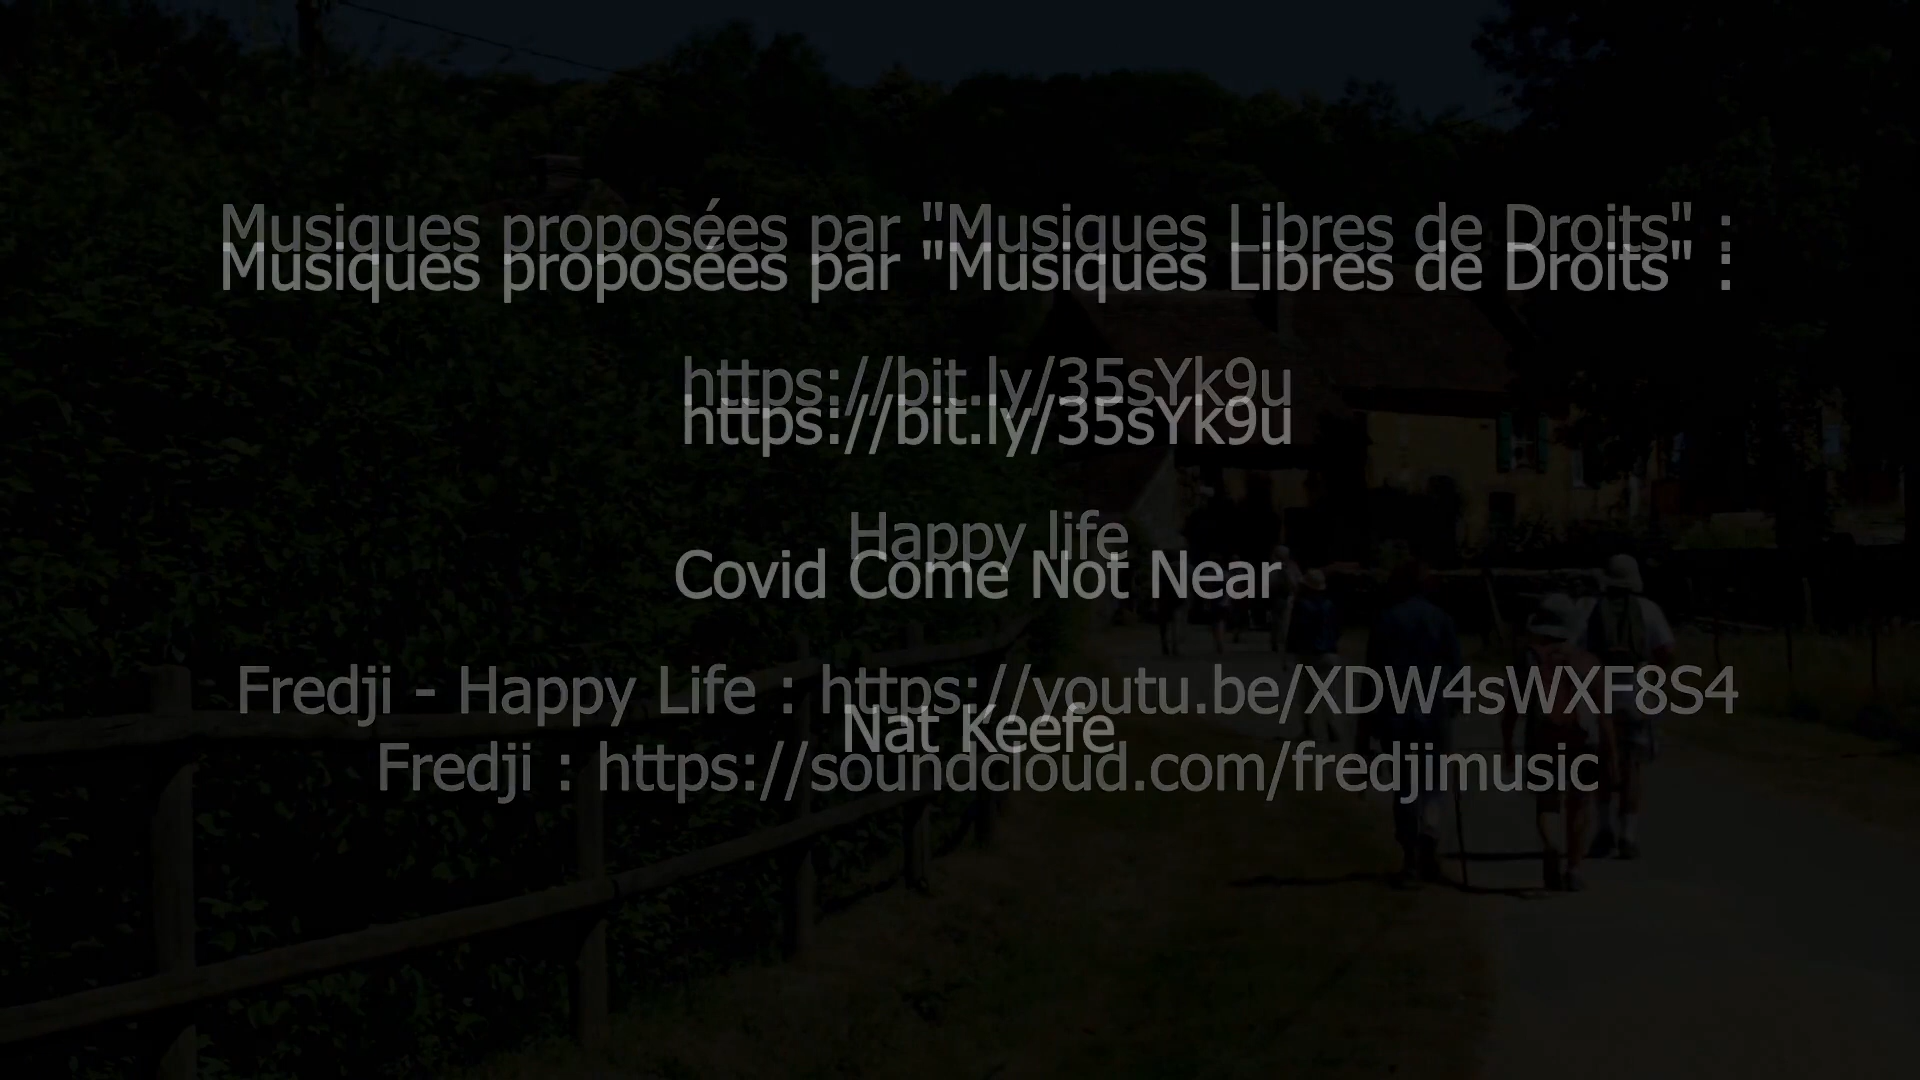 Musiques proposées par "Musiques Libres de Droits" :
Musiques proposées par "Musiques Libres de Droits" :
https://bit.ly/35sYk9u
https://bit.ly/35sYk9u
Happy life
Covid Come Not Near
Fredji - Happy Life : https://youtu.be/XDW4sWXF8S4
Nat Keefe
Fredji : https://soundcloud.com/fredjimusic